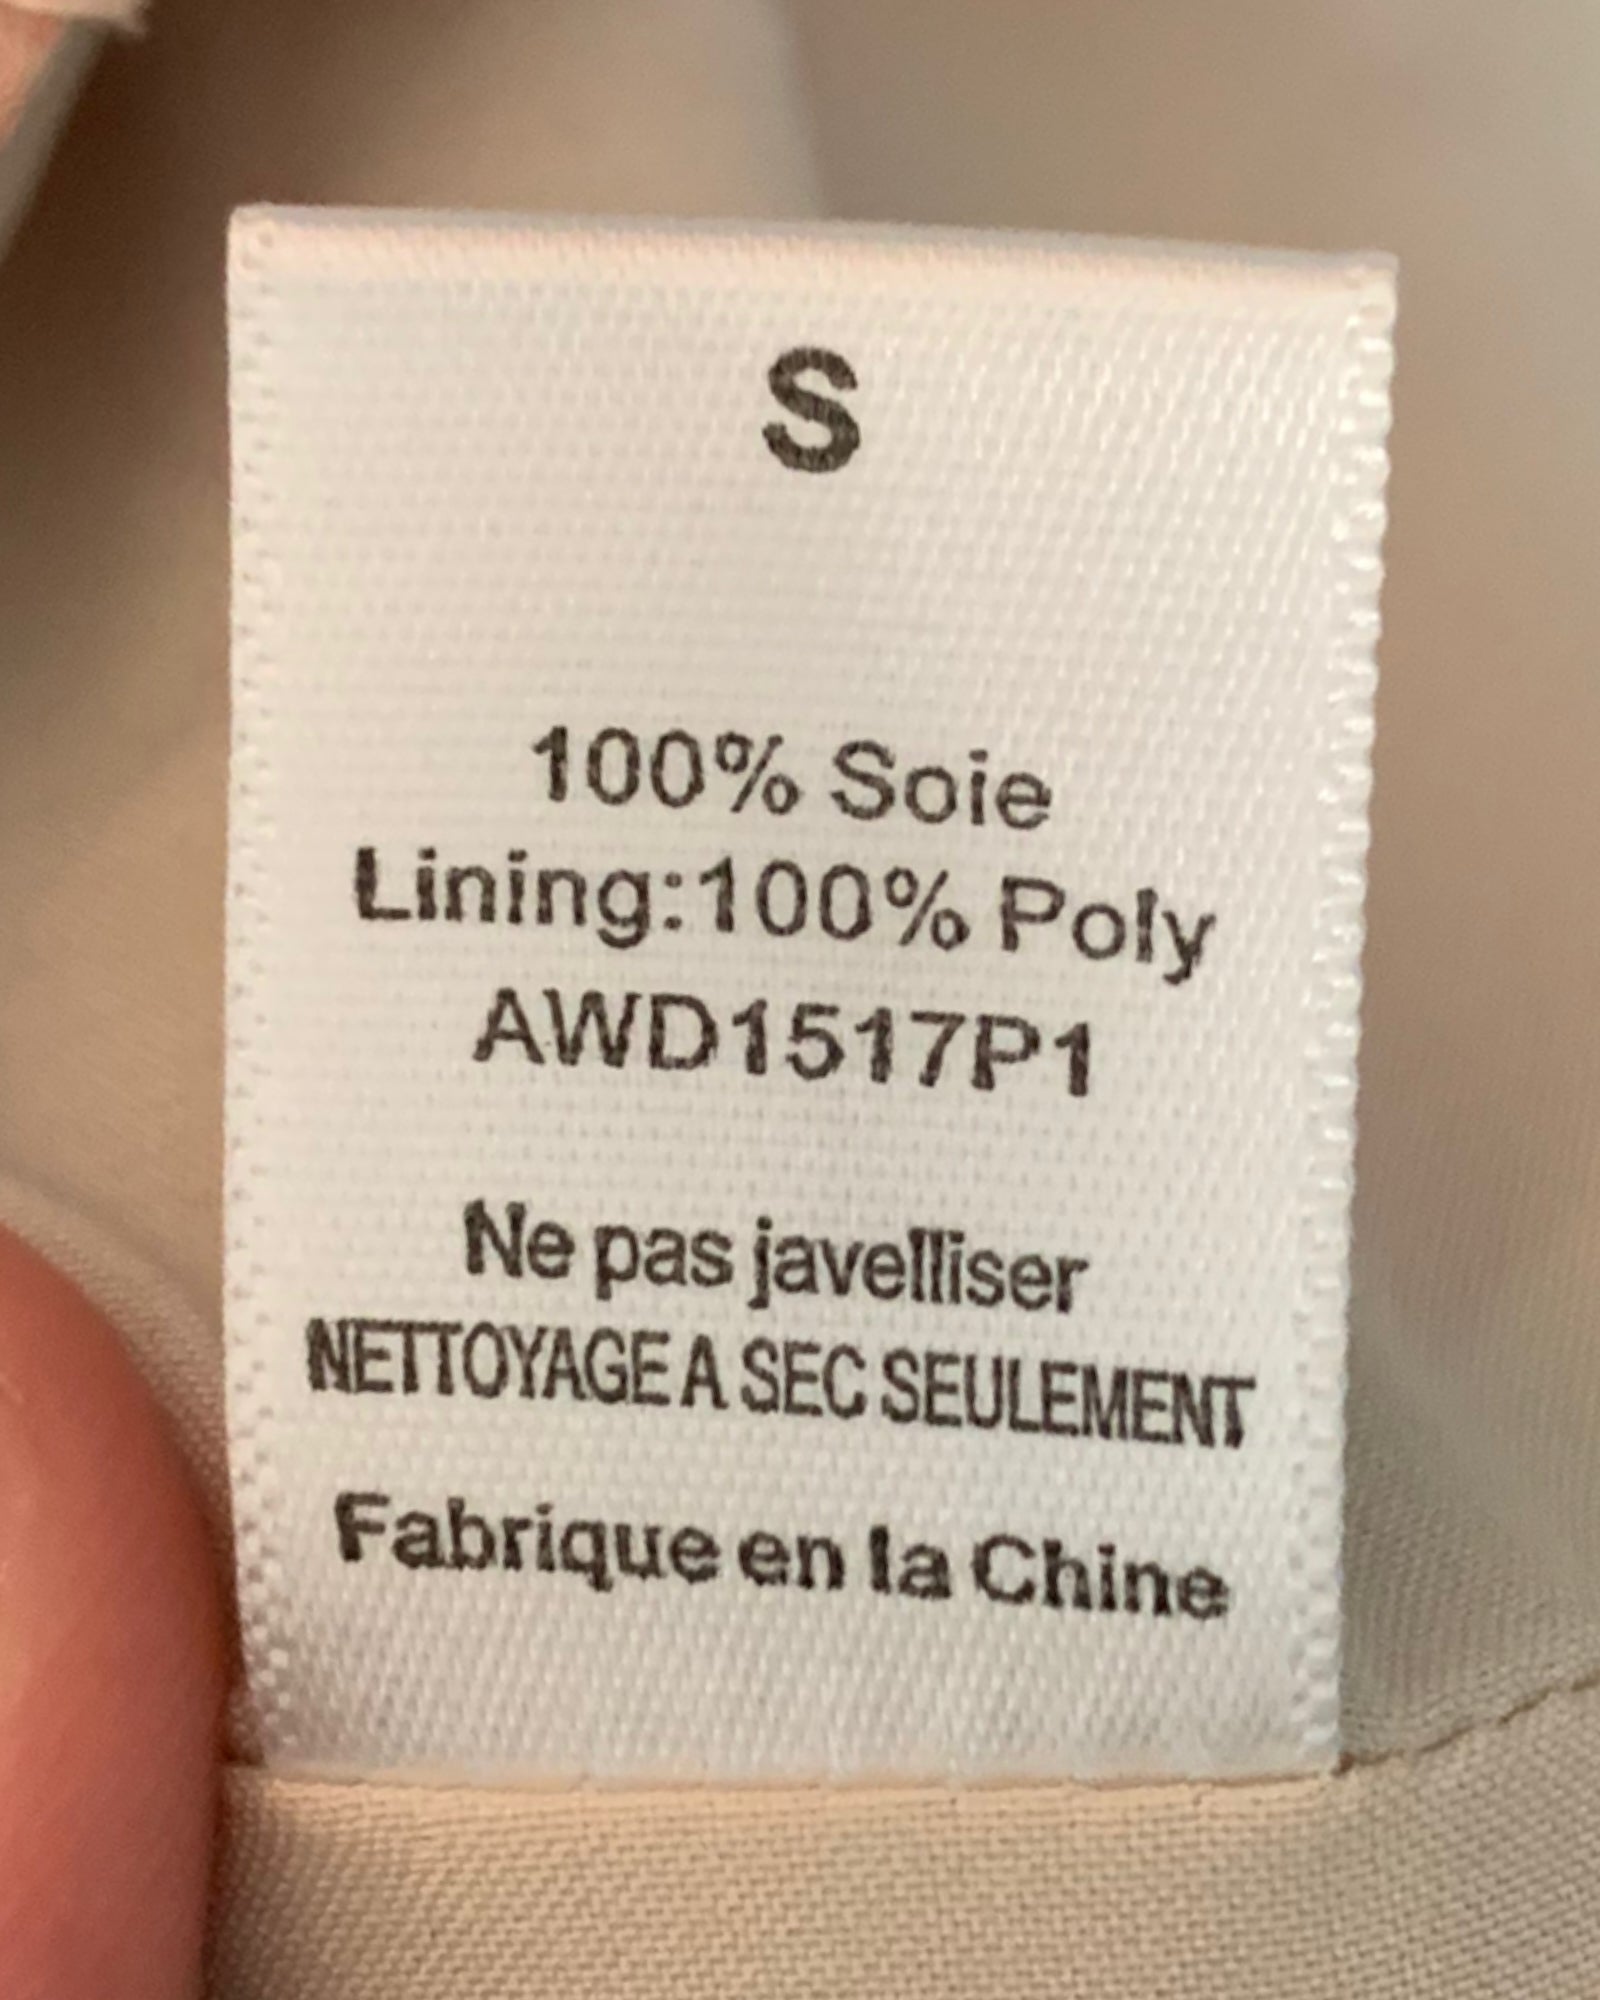 S
100% Soie
Lining:100% Poly
AWD1517P1
Ne pas javelliser
NETTOYAGE A SEC SEULEMENT
Fabrique en la Chine